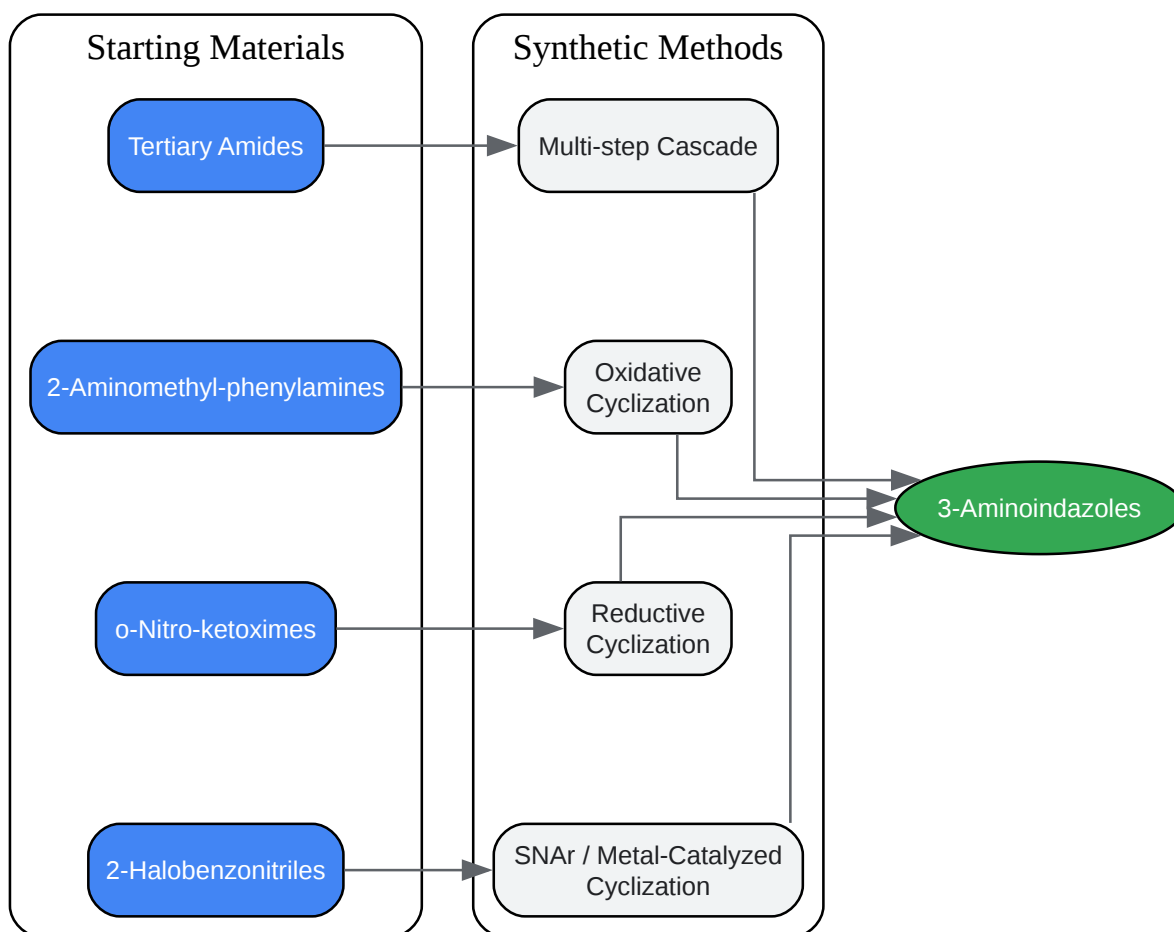 Starting Materials
Synthetic Methods
Tertiary Amides
Multi-step Cascade
2-Aminomethyl-phenylamines
Oxidative
Cyclization
3-Aminoindazoles
o-Nitro-ketoximes
Reductive
Cyclization
2-Halobenzonitriles
SNAr / Metal-Catalyzed
Cyclization